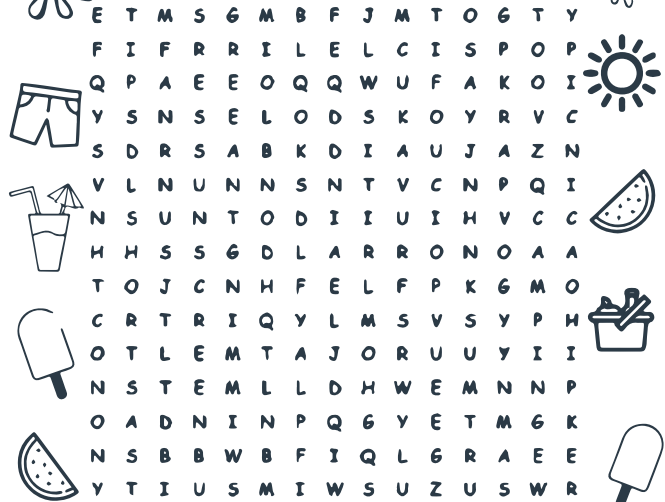 E T M S G M B F J M T O G T Y
F I F R R I L E L C I S P O P
Q P A E E O Q Q W U F A K O I
Y S N S E L O D S K O Y R V C
S D R S A B K D I A U J A Z N
V L N U N N S N T V C N P Q I
N S U N T O D I I U I H V C C
H H S S G D L A R R O N O A A
T O J C N H F E L F P K G M O
C R T R I Q Y L M S V S Y P H
O T L E M T A J O R U U Y I I
N S T E M L L D H W E M N N P
O A D N I N P Q G Y E T M G K
N S B B W B F I Q L G R A E E
Y T I U S M I W S U Z U S W R